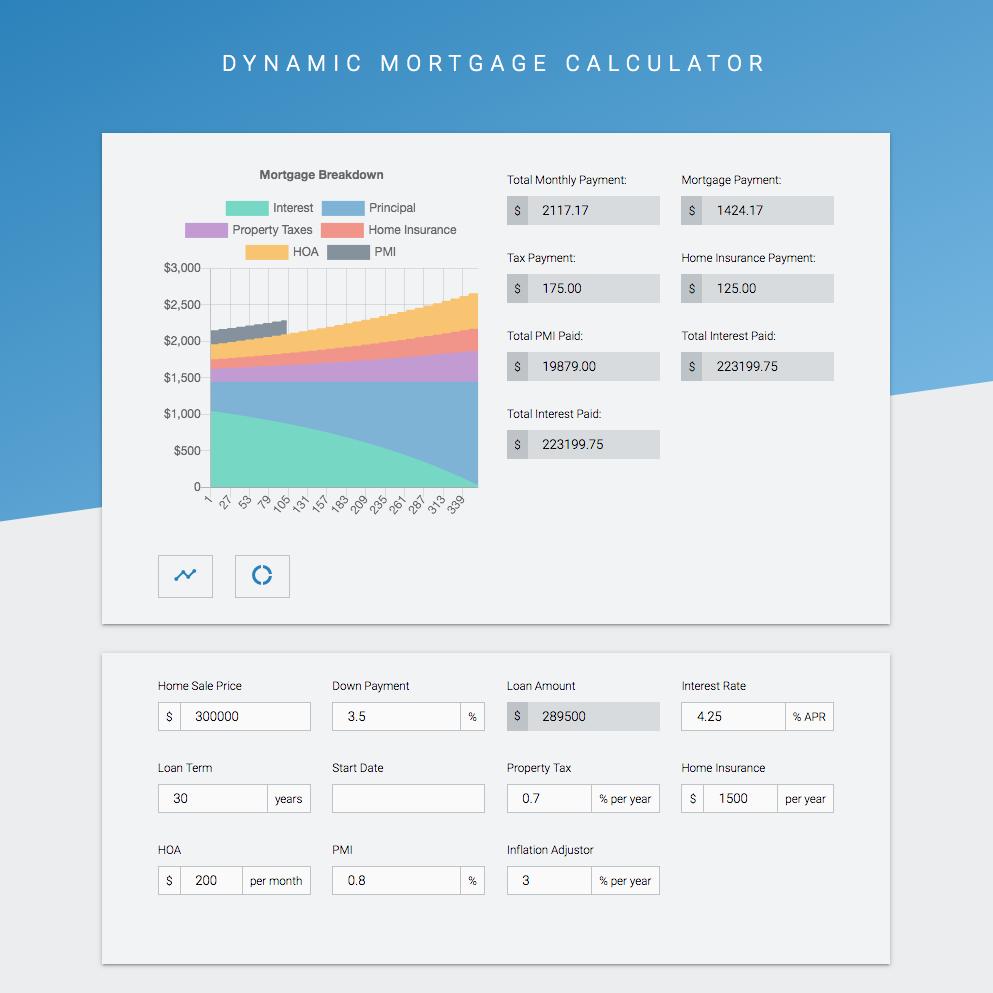 DYNAMIC MORTGAGE CALCULATOR
Mortgage Breakdown
Interest Principal
Property Taxes Home Insurance
HOA PMI
$3,000
$2,500
$2,000
$1,500
$1,000
$500
0
1 27 53 79 105 131 157 183 209 235 261 287 313 339
Total Monthly Payment: Mortgage Payment:
$ 2117.17 $ 1424.17
Tax Payment: Home Insurance Payment:
$ 175.00 $ 125.00
Total PMI Paid: Total Interest Paid:
$ 19879.00 $ 223199.75
Total Interest Paid:
$ 223199.75
Home Sale Price Down Payment Loan Amount Interest Rate
$ 300000 3.5 % $ 289500 4.25 % APR
Loan Term Start Date Property Tax Home Insurance
30 years 0.7 % per year $ 1500 per year
HOA PMI Inflation Adjustor
$ 200 per month 0.8 % 3 % per year